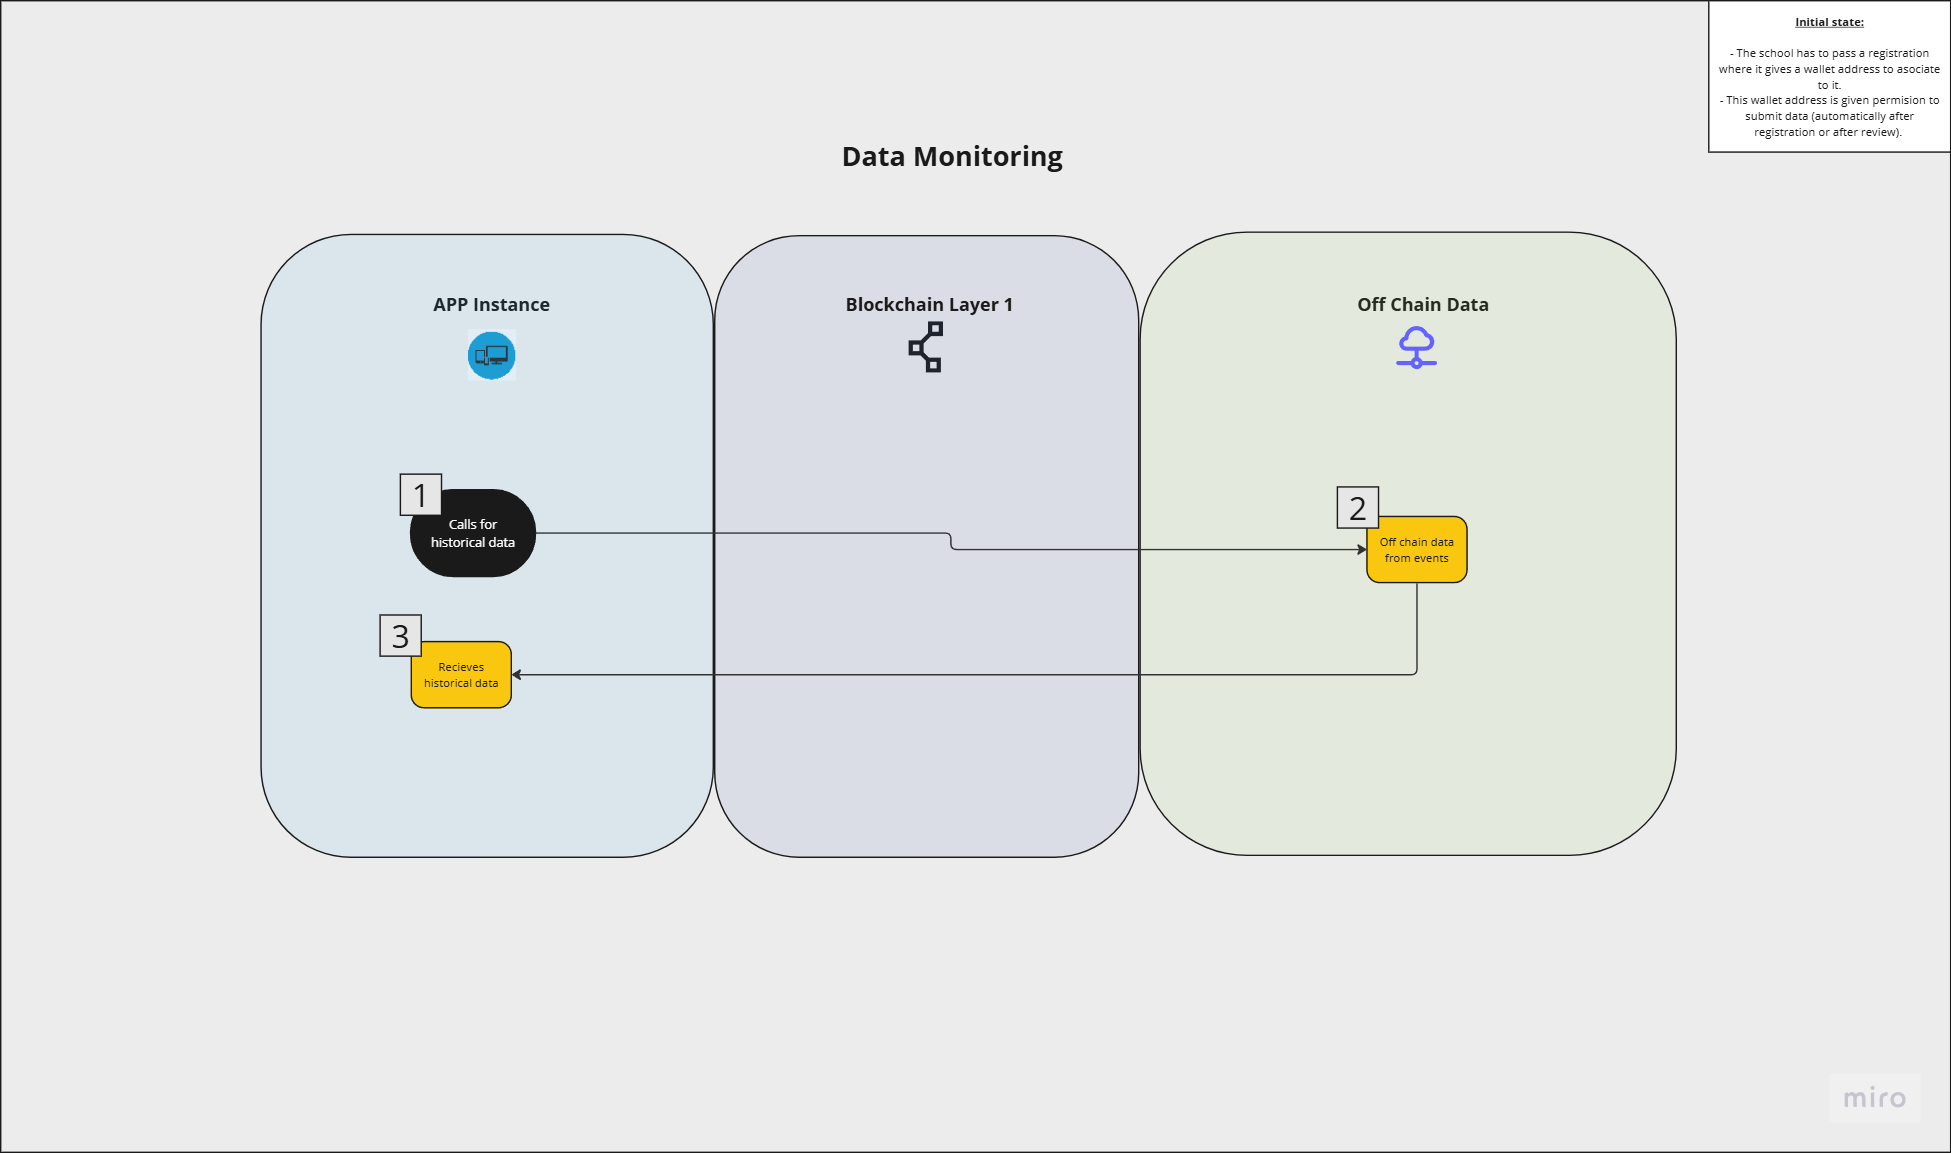 Initial state:
- The school has to pass a registration
where it gives a wallet address to asociate
to it.
- This wallet address is given permision to
submit data (automatically after
registration or after review).
Data Monitoring
APP Instance
Blockchain Layer 1
Off Chain Data
1
Calls for
historical data
2
Off chain data
from events
3
Recieves
historical data
miro